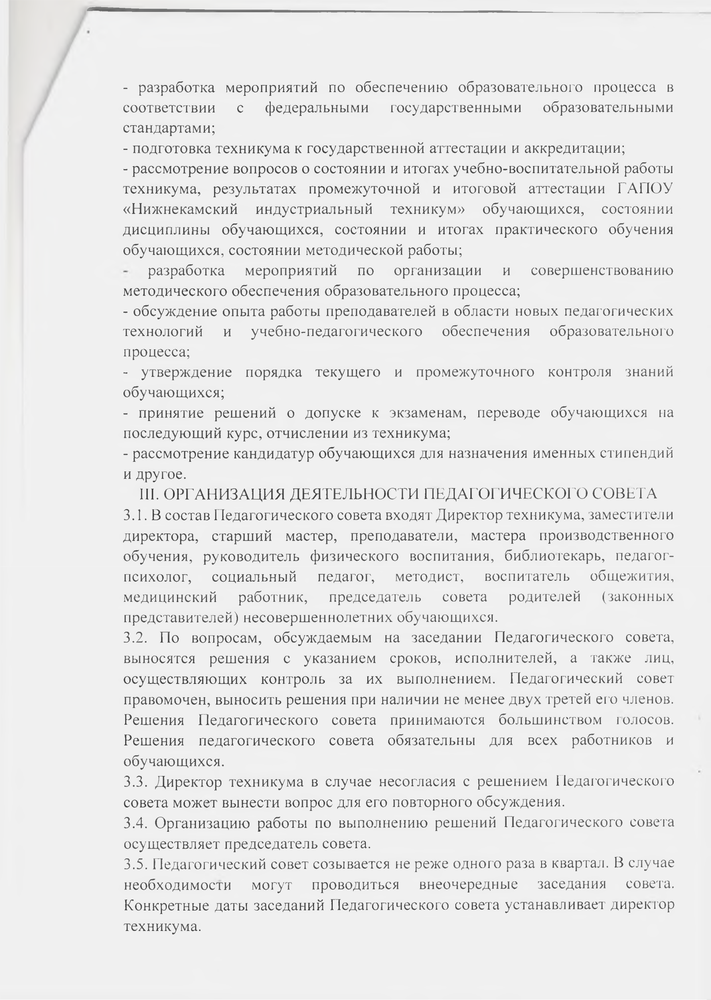 - разработка мероприятий по обеспечению образовательного процесса в
соответствии с федеральными государственными образовательными
стандартами;
- подготовка техникума к государственной аттестации и аккредитации;
- рассмотрение вопросов о состоянии и итогах учебно-воспитательной работы
техникума, результатах промежуточной и итоговой аттестации ГАПОУ
«Нижнекамский индустриальный техникум» обучающихся, состоянии
дисциплины обучающихся, состоянии и итогах практического обучения
обучающихся, состоянии методической работы;
- разработка мероприятий по организации и совершенствованию
методического обеспечения образовательного процесса;
- обсуждение опыта работы преподавателей в области новых педагогических
технологий и учебно-педагогического обеспечения образовательного
процесса;
- утверждение порядка текущего и промежуточного контроля знаний
обучающихся;
- принятие решений о допуске к экзаменам, переводе обучающихся на
последующий курс, отчислении из техникума;
- рассмотрение кандидатур обучающихся для назначения именных стипендий
и другое.
III. ОРГАНИЗАЦИЯ ДЕЯТЕЛЬНОСТИ ПЕДАГОГИЧЕСКОГО СОВЕТА
3.1. В состав Педагогического совета входят Директор техникума, заместители
директора, старший мастер, преподаватели, мастера производственного
обучения, руководитель физического воспитания, библиотекарь, педагог-
психолог, социальный педагог, методист, воспитатель общежития,
медицинский работник, председатель совета родителей (законных
представителей) несовершеннолетних обучающихся.
3.2. По вопросам, обсуждаемым на заседании Педагогического совета,
выносятся решения с указанием сроков, исполнителей, а также лиц,
осуществляющих контроль за их выполнением. Педагогический совет
правомочен, выносить решения при наличии не менее двух третей его членов.
Решения Педагогического совета принимаются большинством голосов.
Решения педагогического совета обязательны для всех работников и
обучающихся.
3.3. Директор техникума в случае несогласия с решением Педагогического
совета может вынести вопрос для его повторного обсуждения.
3.4. Организацию работы по выполнению решений Педагогического совета
осуществляет председатель совета.
3.5. Педагогический совет созывается не реже одного раза в квартал. В случае
необходимости могут проводиться внеочередные заседания совета.
Конкретные даты заседаний Педагогического совета устанавливает директор
техникума.